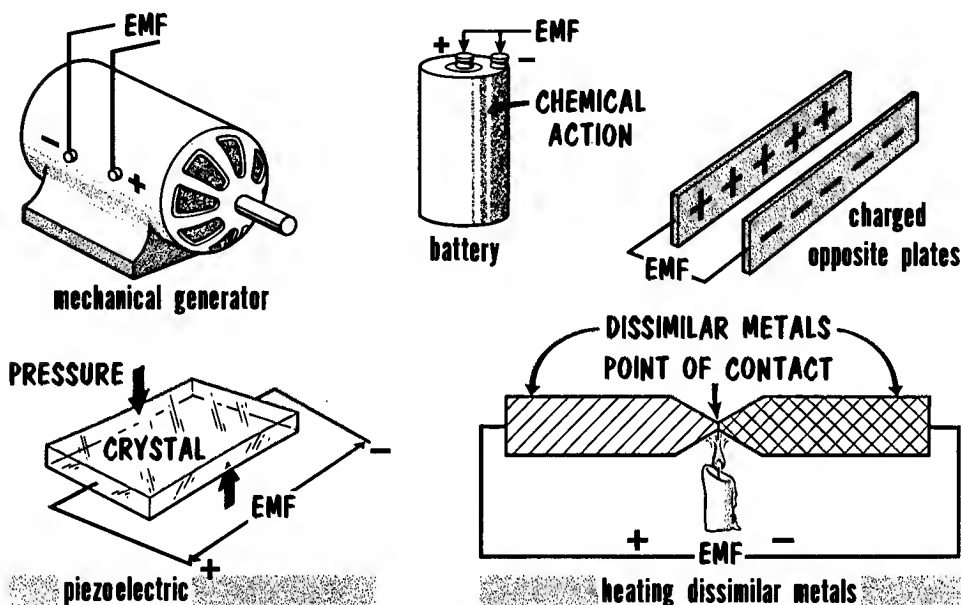 EMF
- +
mechanical generator
+ EMF -
CHEMICAL
ACTION
battery
+ + + + +
- - - - -
EMF
charged
opposite plates
PRESSURE
CRYSTAL
-
EMF
+
piezoelectric
DISSIMILAR METALS
POINT OF CONTACT
+ EMF -
heating dissimilar metals